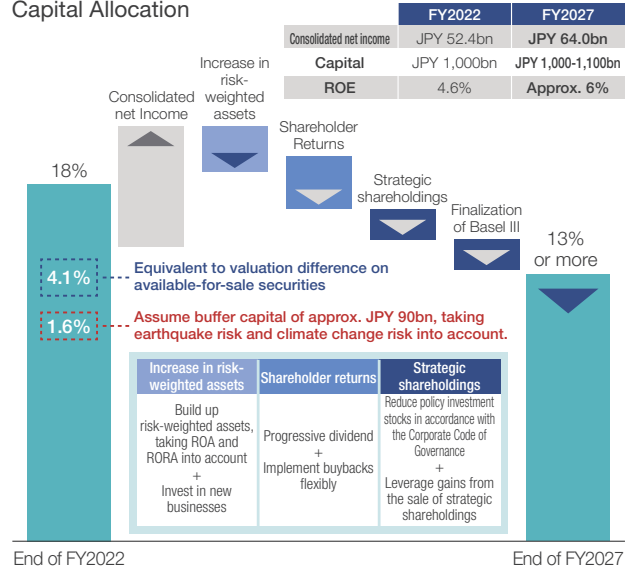 Capital Allocation
FY2022 FY2027
Consolidated net income JPY 52.4bn JPY 64.0bn
Capital JPY 1,000bn JPY 1,000-1,100bn
ROE 4.6% Approx. 6%
18%
Consolidated
net Income
Increase in
risk-
weighted
assets
Shareholder
Returns
Strategic
shareholdings
Finalization
of Basel III
13%
or more
4.1%
Equivalent to valuation difference on
available-for-sale securities
1.6%
Assume buffer capital of approx. JPY 90bn, taking
earthquake risk and climate change risk into account.
Increase in risk-
weighted assets
Build up
risk-weighted assets,
taking ROA and
RORA into account
+
Invest in new
businesses
Shareholder returns
Progressive dividend
+
Implement buybacks
flexibly
Strategic
shareholdings
Reduce policy investment
stocks in accordance with
the Corporate Code of
Governance
+
Leverage gains from
the sale of strategic
shareholdings
End of FY2022
End of FY2027